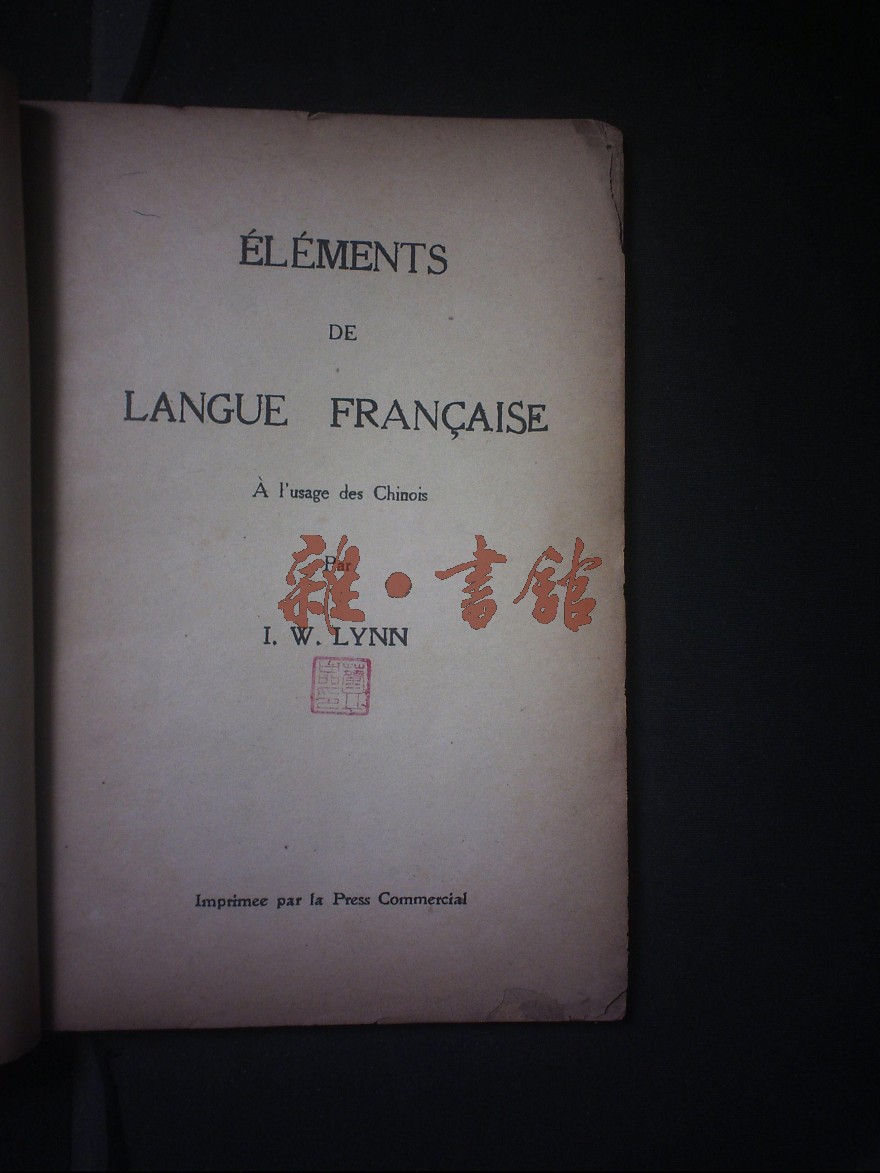 ÉLÉMENTS
DE
LANGUE FRANÇAISE
À l'usage des Chinois
Par
雜·書館
I. W. LYNN
Imprimee par la Press Commercial